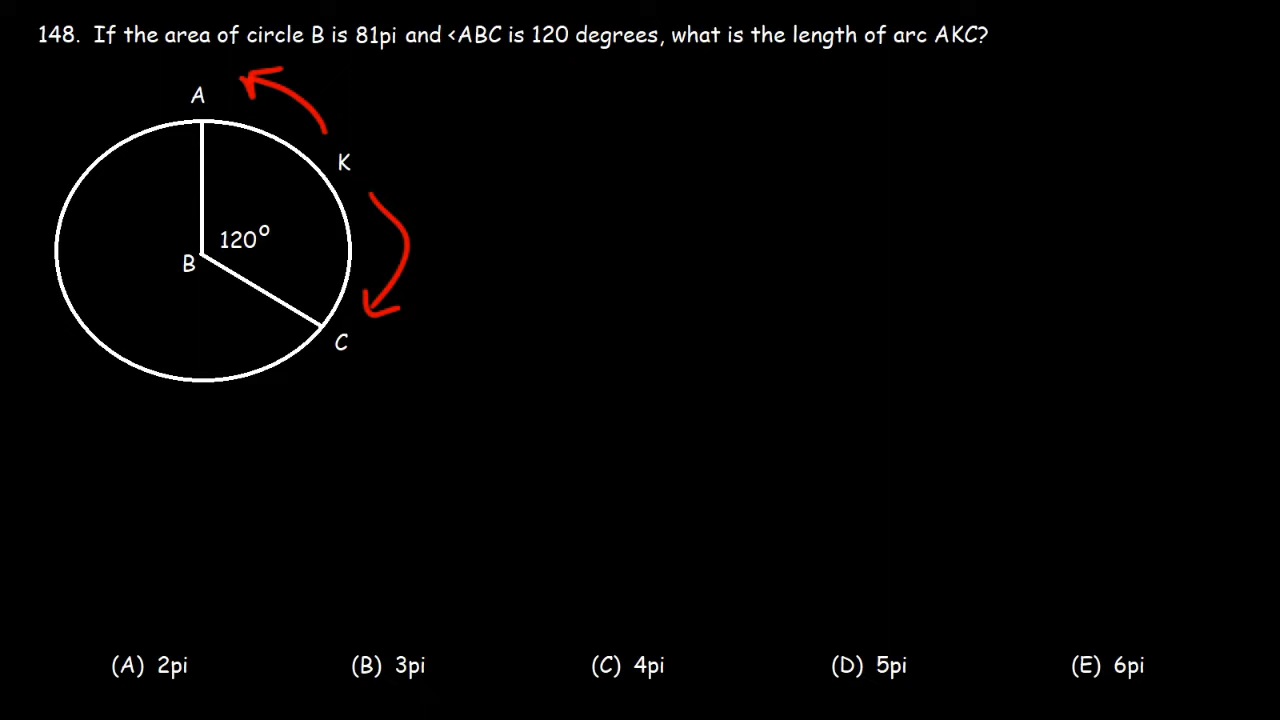 148. If the area of circle B is 81pi and <ABC is 120 degrees, what is the length of arc AKC?
A
K
120°
B
C
(A) 2pi (B) 3pi (C) 4pi (D) 5pi (E) 6pi